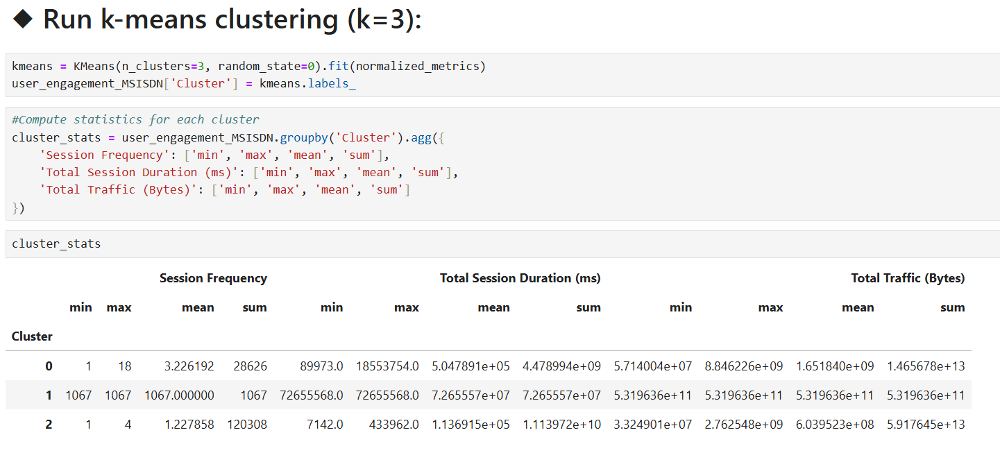 ◆ Run k-means clustering (k=3):
kmeans = KMeans(n_clusters=3, random_state=0).fit(normalized_metrics)
user_engagement_MSISDN['Cluster'] = kmeans.labels_
#Compute statistics for each cluster
cluster_stats = user_engagement_MSISDN.groupby('Cluster').agg({
    'Session Frequency': ['min', 'max', 'mean', 'sum'],
    'Total Session Duration (ms)': ['min', 'max', 'mean', 'sum'],
    'Total Traffic (Bytes)': ['min', 'max', 'mean', 'sum']
})
cluster_stats
Session Frequency Total Session Duration (ms) Total Traffic (Bytes)
min max mean sum min max mean sum min max mean sum
Cluster
0 1 18 3.226192 28626 89973.0 18553754.0 5.047891e+05 4.478994e+09 5.714004e+07 8.846226e+09 1.651840e+09 1.465678e+13
1 1067 1067 1067.000000 1067 72655568.0 72655568.0 7.265557e+07 7.265557e+07 5.319636e+11 5.319636e+11 5.319636e+11 5.319636e+11
2 1 4 1.227858 120308 7142.0 433962.0 1.136915e+05 1.113972e+10 3.324901e+07 2.762548e+09 6.039523e+08 5.917645e+13